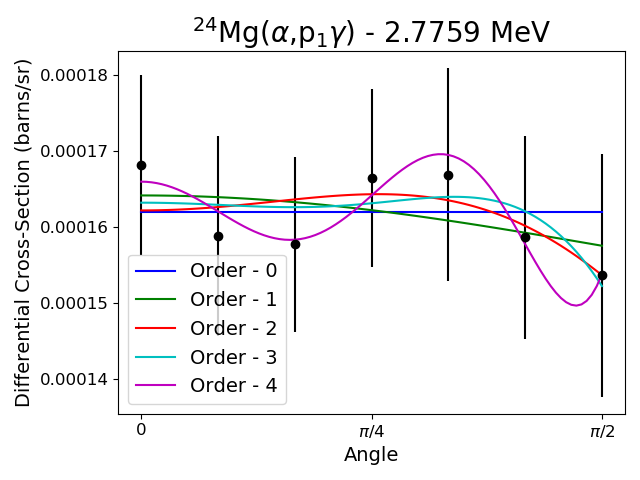 ²⁴Mg(α,p₁γ) - 2.7759 MeV
Differential Cross-Section (barns/sr)
0.00018
0.00017
0.00016
0.00015
0.00014
Order - 0
Order - 1
Order - 2
Order - 3
Order - 4
0 π/4 π/2
Angle